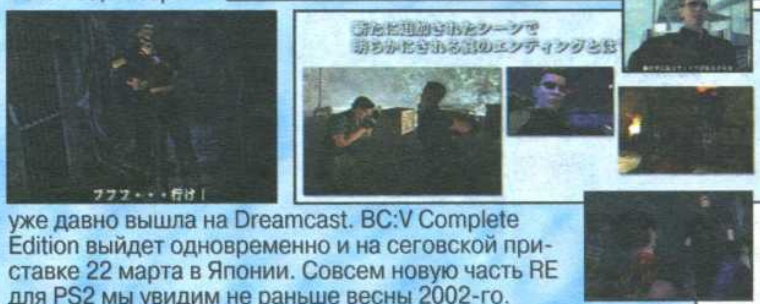 新たに追加されたシーンで
明らかにされる真のエンディングとは
フフフ・・・行け!
уже давно вышла на Dreamcast. BC:V Complete
Edition выйдет одновременно и на сеговской при-
ставке 22 марта в Японии. Совсем новую часть RE
для PS2 мы увидим не раньше весны 2002-го.